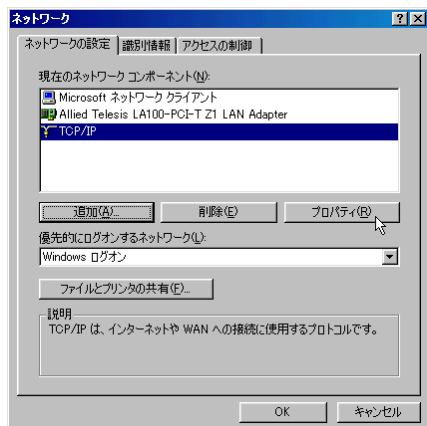 ネットワーク
ネットワークの設定 識別情報 アクセスの制御
現在のネットワーク コンポーネント(N):
Microsoft ネットワーク クライアント
Allied Telesis LA100-PCI-T Z1 LAN Adapter
TCP/IP
追加(A)... 削除(E) プロパティ(R)
優先的にログオンするネットワーク(L):
Windows ログオン
ファイルとプリンタの共有(F)...
説明
TCP/IP は、インターネットや WAN への接続に使用するプロトコルです。
OK キャンセル